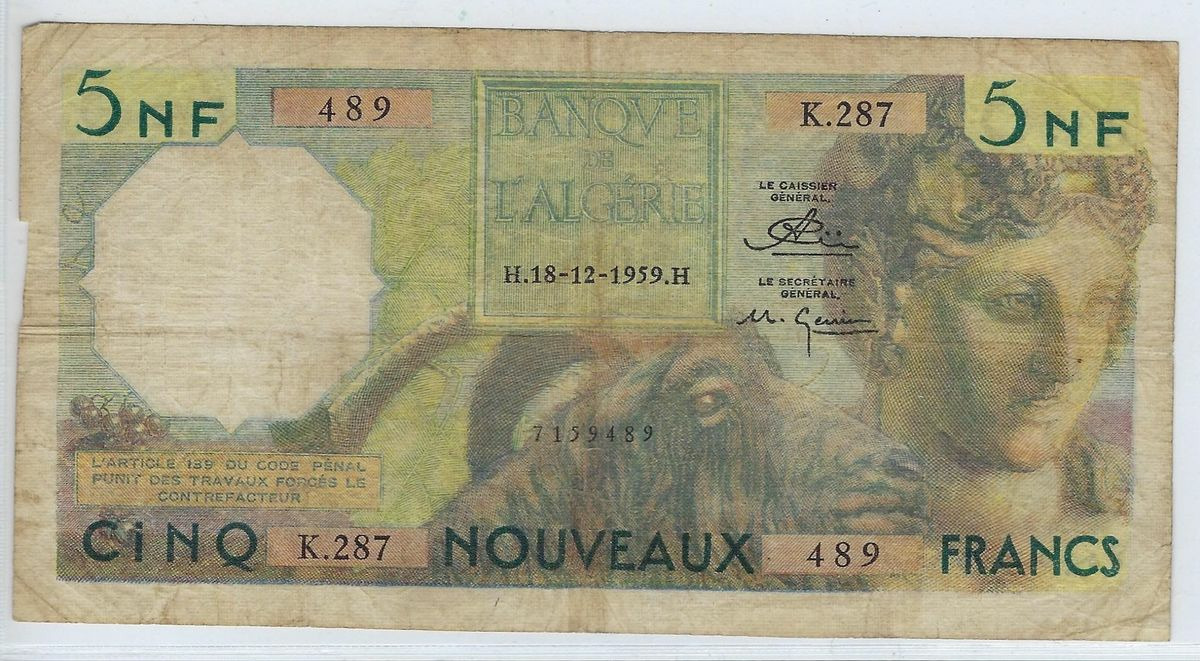 5 NF
489
BANQVE
DE
L'ALGÉRIE
K.287
5 NF
LE CAISSIER
GÉNÉRAL,
H.18-12-1959.H
LE SECRÉTAIRE
GÉNÉRAL,
7159489
L'ARTICLE 139 DU CODE PÉNAL
PUNIT DES TRAVAUX FORCÉS LE
CONTREFACTEUR
CiNQ
K.287
NOUVEAUX
489
FRANCS